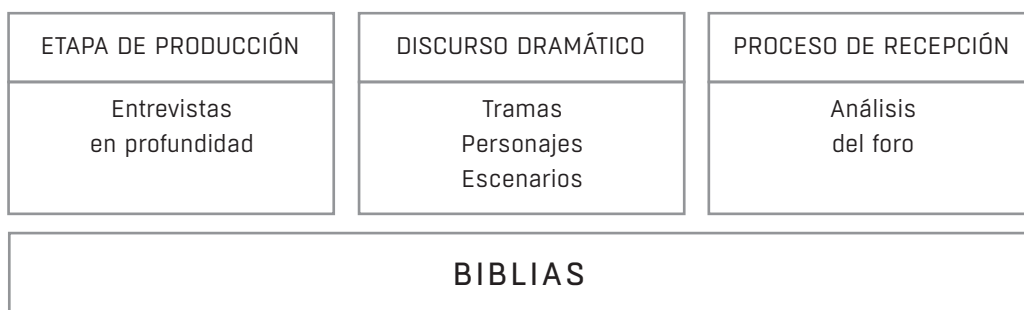 ETAPA DE PRODUCCIÓN
Entrevistas
en profundidad
DISCURSO DRAMÁTICO
Tramas
Personajes
Escenarios
PROCESO DE RECEPCIÓN
Análisis
del foro
BIBLIAS